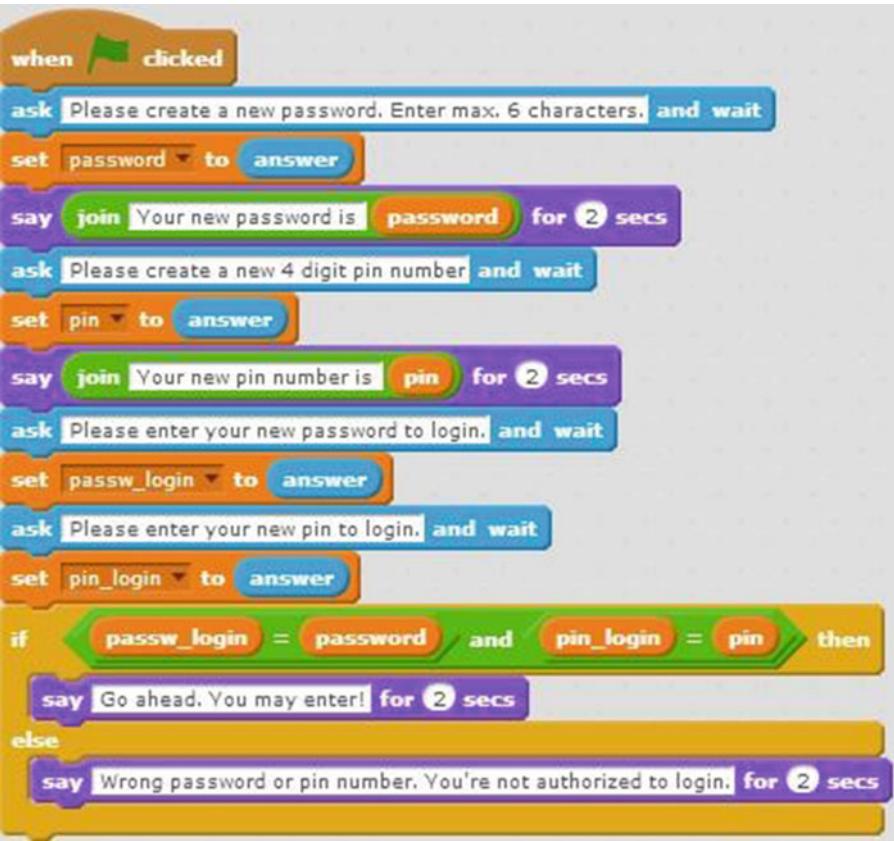 when clicked
ask Please create a new password. Enter max. 6 characters. and wait
set password to answer
say join Your new password is password for 2 secs
ask Please create a new 4 digit pin number and wait
set pin to answer
say join Your new pin number is pin for 2 secs
ask Please enter your new password to login. and wait
set passw_login to answer
ask Please enter your new pin to login. and wait
set pin_login to answer
if passw_login = password and pin_login = pin then
say Go ahead. You may enter! for 2 secs
else
say Wrong password or pin number. You're not authorized to login. for 2 secs